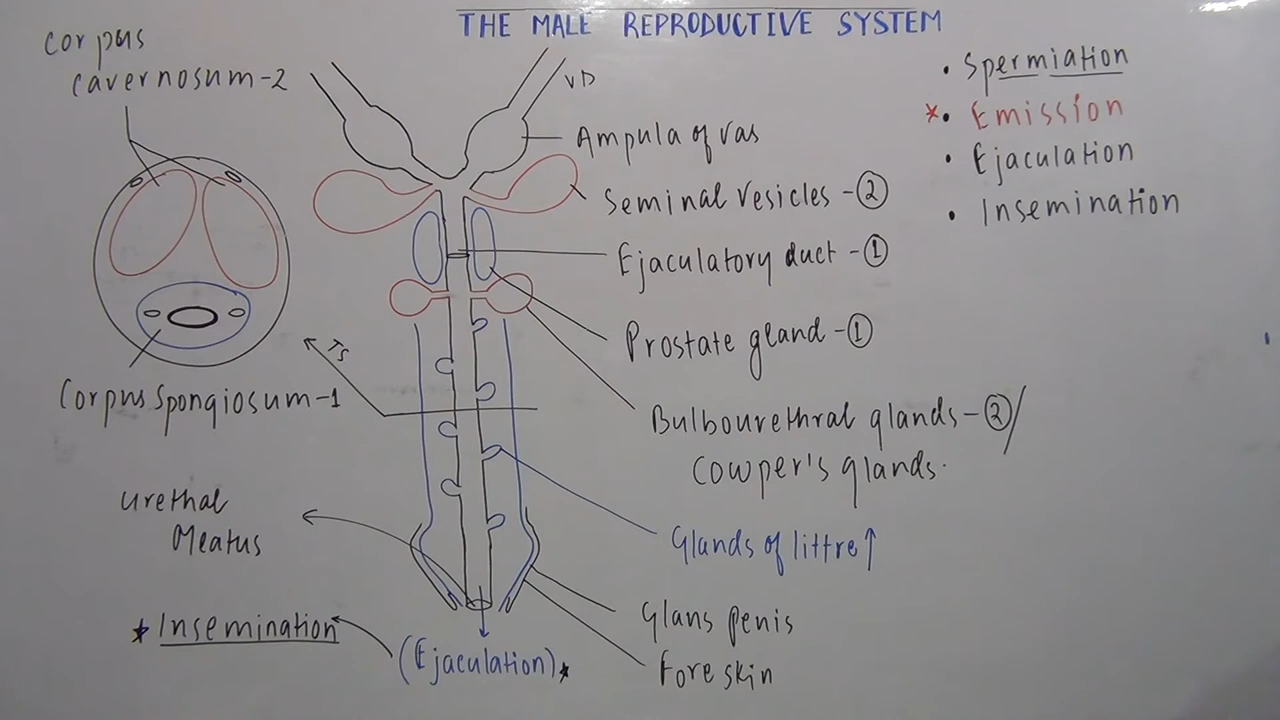 THE MALE REPRODUCTIVE SYSTEM
Corpus
Cavernosum-2
VD
Ampula of vas
Seminal Vesicles -②
Ejaculatory duct -①
Prostate gland -①
Bulbourethral glands -②/
Cowper's glands.
Glands of littre↑
Glans penis
Foreskin
TS
Corpus Spongiosum-1
Urethal
Meatus
* Insemination
(Ejaculation)*
• Spermiation
*• Emission
• Ejaculation
• Insemination